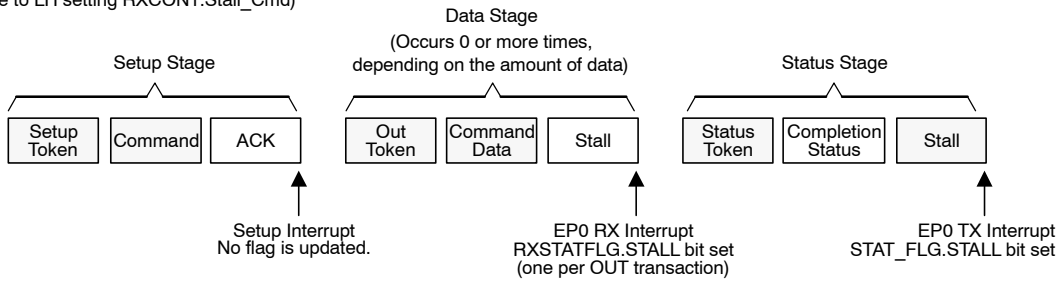 to LH setting RXCONT.Stall_Cmd)
Data Stage
(Occurs 0 or more times,
depending on the amount of data)
Setup Stage
Status Stage
Setup
Token
Command
ACK
Out
Token
Command
Data
Stall
Status
Token
Completion
Status
Stall
Setup Interrupt
No flag is updated.
EP0 RX Interrupt
RXSTATFLG.STALL bit set
(one per OUT transaction)
EP0 TX Interrupt
STAT_FLG.STALL bit set